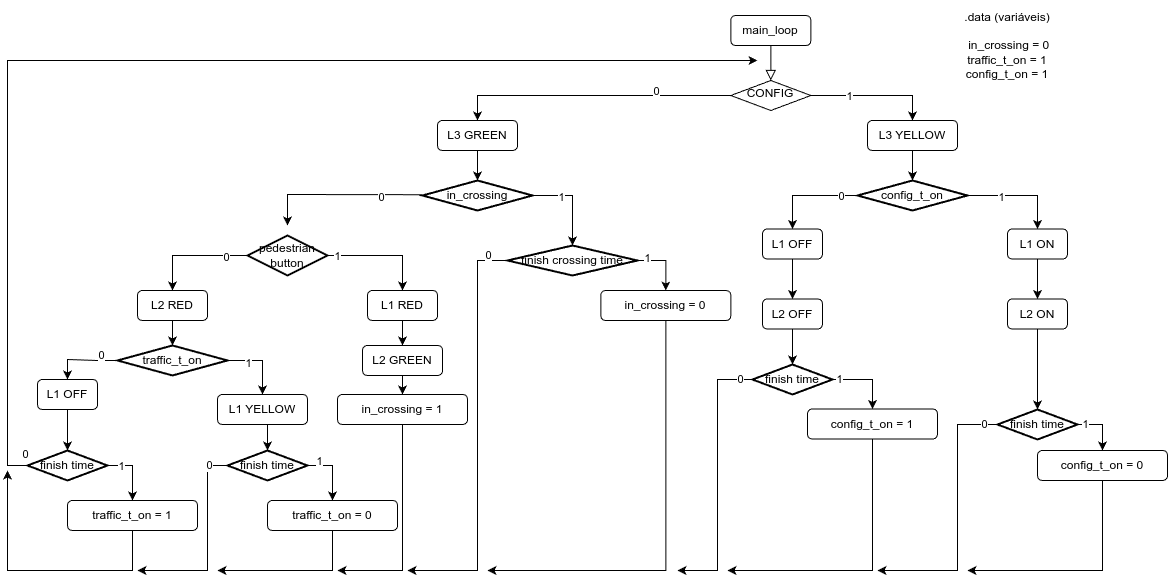 main_loop
.data (variáveis)
in_crossing = 0
traffic_t_on = 1
config_t_on = 1
CONFIG
0
1
L3 GREEN
L3 YELLOW
in_crossing
0
1
config_t_on
0
1
pedestrian
button
0
1
finish crossing time
0
1
L1 OFF
L1 ON
L2 RED
L1 RED
in_crossing = 0
L2 OFF
L2 ON
traffic_t_on
0
1
L2 GREEN
finish time
0
1
L1 OFF
L1 YELLOW
in_crossing = 1
config_t_on = 1
finish time
0
1
finish time
0
1
finish time
0
1
config_t_on = 0
traffic_t_on = 1
traffic_t_on = 0